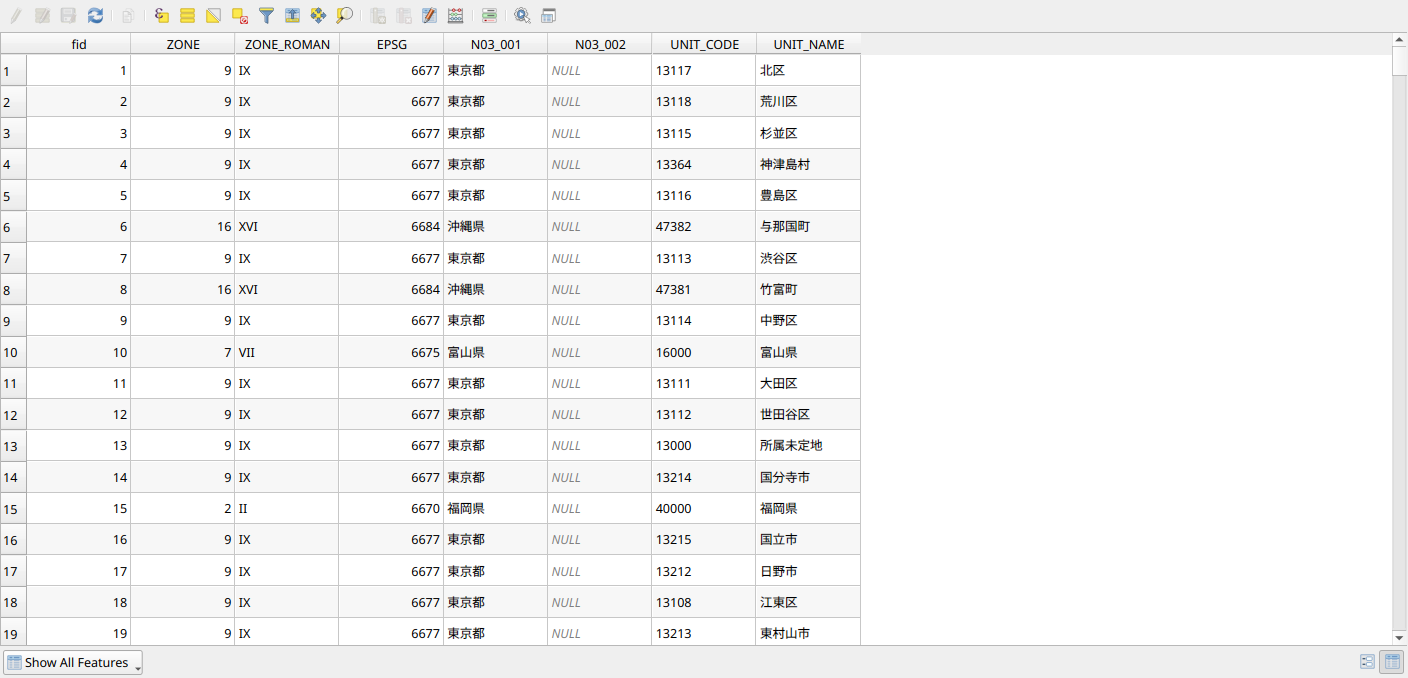 fid ZONE ZONE_ROMAN EPSG N03_001 N03_002 UNIT_CODE UNIT_NAME
1 1 9 IX 6677 東京都 NULL 13117 北区
2 2 9 IX 6677 東京都 NULL 13118 荒川区
3 3 9 IX 6677 東京都 NULL 13115 杉並区
4 4 9 IX 6677 東京都 NULL 13364 神津島村
5 5 9 IX 6677 東京都 NULL 13116 豊島区
6 6 16 XVI 6684 沖縄県 NULL 47382 与那国町
7 7 9 IX 6677 東京都 NULL 13113 渋谷区
8 8 16 XVI 6684 沖縄県 NULL 47381 竹富町
9 9 9 IX 6677 東京都 NULL 13114 中野区
10 10 7 VII 6675 富山県 NULL 16000 富山県
11 11 9 IX 6677 東京都 NULL 13111 大田区
12 12 9 IX 6677 東京都 NULL 13112 世田谷区
13 13 9 IX 6677 東京都 NULL 13000 所属未定地
14 14 9 IX 6677 東京都 NULL 13214 国分寺市
15 15 2 II 6670 福岡県 NULL 40000 福岡県
16 16 9 IX 6677 東京都 NULL 13215 国立市
17 17 9 IX 6677 東京都 NULL 13212 日野市
18 18 9 IX 6677 東京都 NULL 13108 江東区
19 19 9 IX 6677 東京都 NULL 13213 東村山市
Show All Features